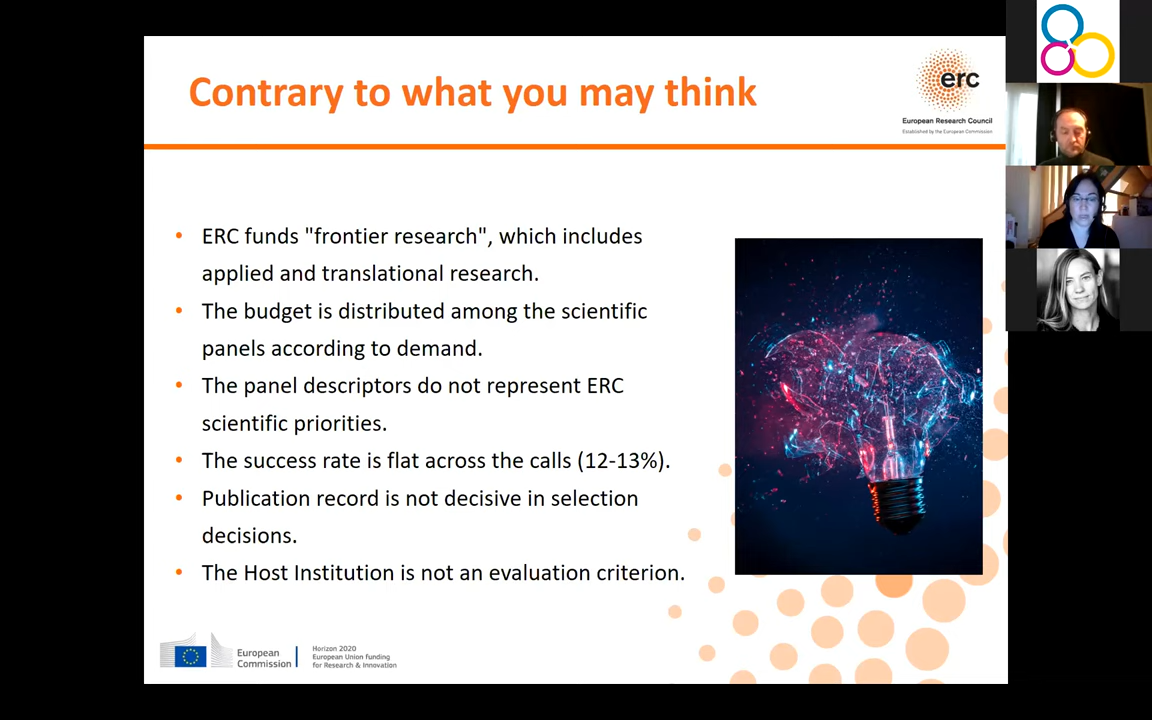 Contrary to what you may think
erc
European Research Council
Established by the European Commission
• ERC funds "frontier research", which includes
applied and translational research.
• The budget is distributed among the scientific
panels according to demand.
• The panel descriptors do not represent ERC
scientific priorities.
• The success rate is flat across the calls (12-13%).
• Publication record is not decisive in selection
decisions.
• The Host Institution is not an evaluation criterion.
European
Commission
Horizon 2020
European Union funding
for Research & Innovation